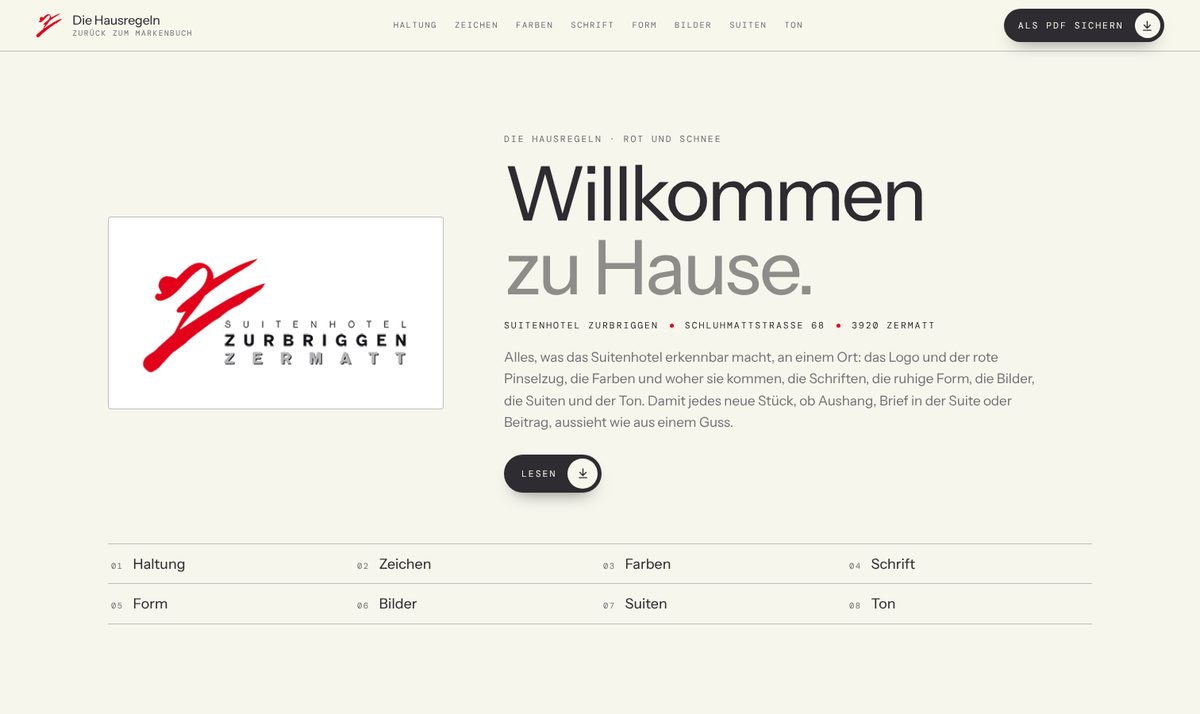 Die Hausregeln
ZURÜCK ZUM MARKENBUCH
HALTUNG ZEICHEN FARBEN SCHRIFT FORM BILDER SUITEN TON
ALS PDF SICHERN
SUITENHOTEL
ZURBRIGGEN
ZERMATT
DIE HAUSREGELN · ROT UND SCHNEE
Willkommen
zu Hause.
SUITENHOTEL ZURBRIGGEN • SCHLUHMATTSTRASSE 68 • 3920 ZERMATT
Alles, was das Suitenhotel erkennbar macht, an einem Ort: das Logo und der rote
Pinselzug, die Farben und woher sie kommen, die Schriften, die ruhige Form, die Bilder,
die Suiten und der Ton. Damit jedes neue Stück, ob Aushang, Brief in der Suite oder
Beitrag, aussieht wie aus einem Guss.
LESEN
01 Haltung 02 Zeichen 03 Farben 04 Schrift
05 Form 06 Bilder 07 Suiten 08 Ton